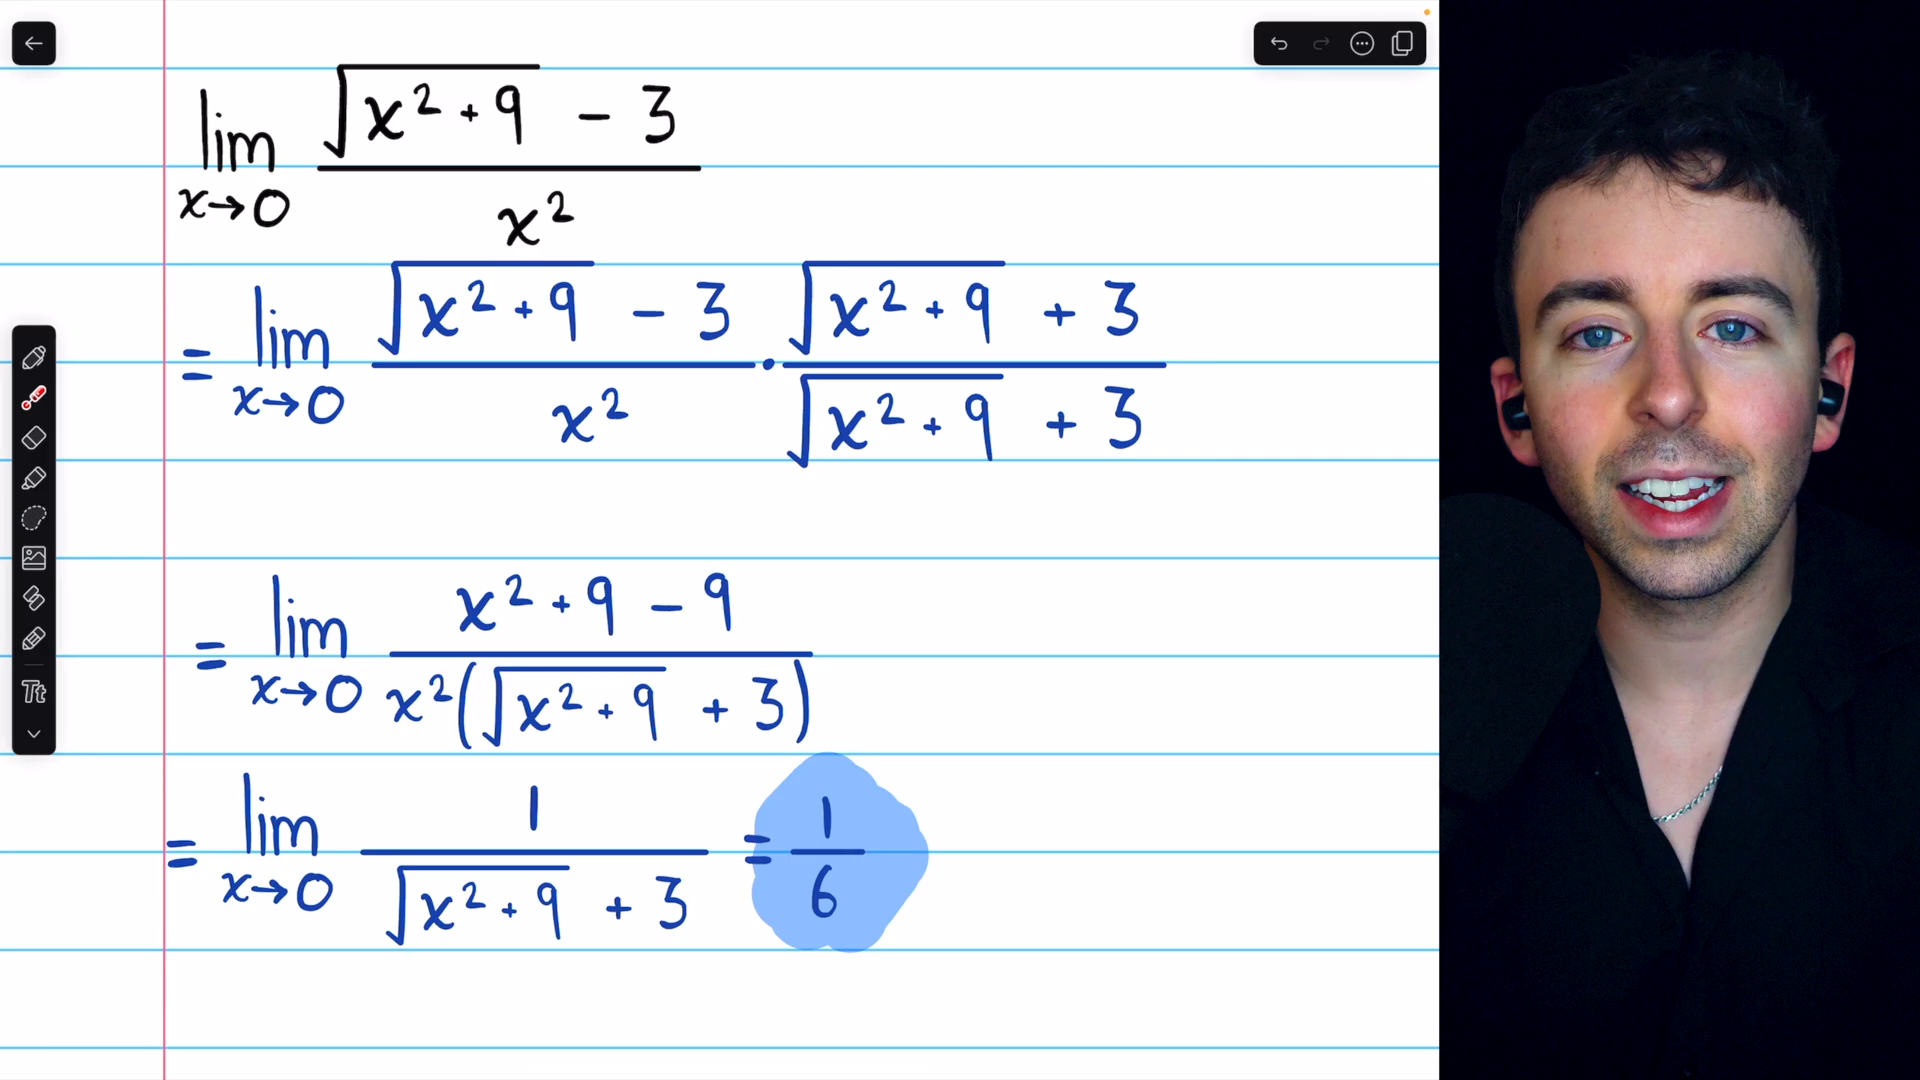 lim x→0 (√(x² + 9) − 3) / x²
= lim x→0 (√(x² + 9) − 3) / x² · (√(x² + 9) + 3) / (√(x² + 9) + 3)
= lim x→0 (x² + 9 − 9) / (x²(√(x² + 9) + 3))
= lim x→0 1 / (√(x² + 9) + 3) = 1/6
Tt